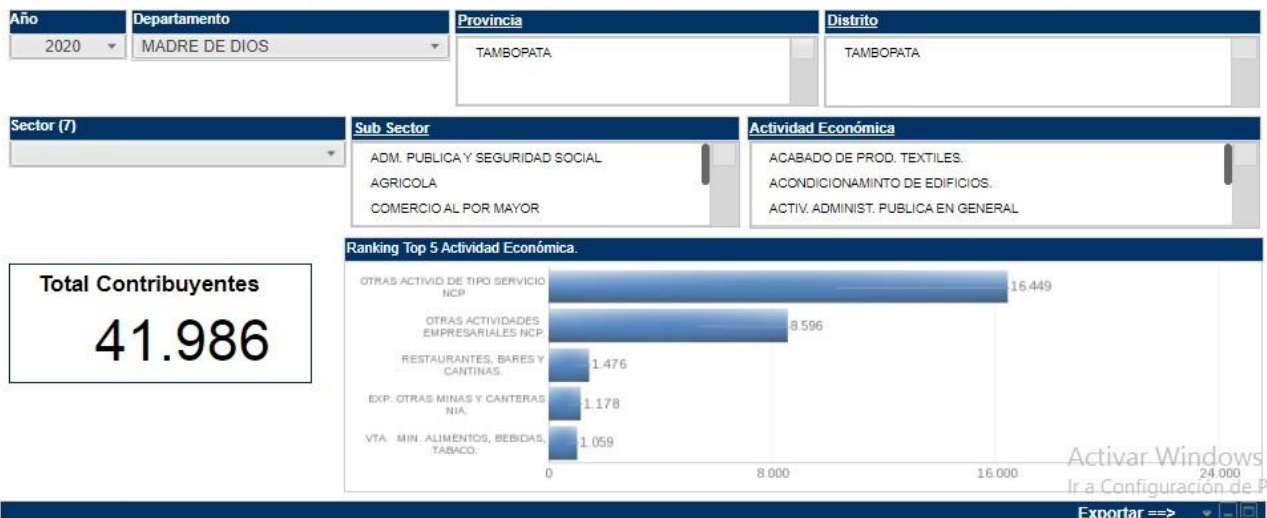 Año
Departamento
Provincia
Distrito
2020
MADRE DE DIOS
TAMBOPATA
TAMBOPATA
Sector (7)
Sub Sector
Actividad Económica
ADM. PUBLICA Y SEGURIDAD SOCIAL
AGRICOLA
COMERCIO AL POR MAYOR
ACABADO DE PROD. TEXTILES.
ACONDICIONAMINTO DE EDIFICIOS.
ACTIV. ADMINIST. PUBLICA EN GENERAL
Total Contribuyentes
41.986
Ranking Top 5 Actividad Económica.
OTRAS ACTIVID DE TIPO SERVICIO
NCP
16.449
OTRAS ACTIVIDADES
EMPRESARIALES NCP.
8.596
RESTAURANTES, BARES Y
CANTINAS.
1.476
EXP. OTRAS MINAS Y CANTERAS
NIA.
1.178
VTA. MIN. ALIMENTOS, BEBIDAS,
TABACO.
1.059
0
8.000
16.000
24.000
Activar Windows
Ir a Configuración de P
Exportar ==>